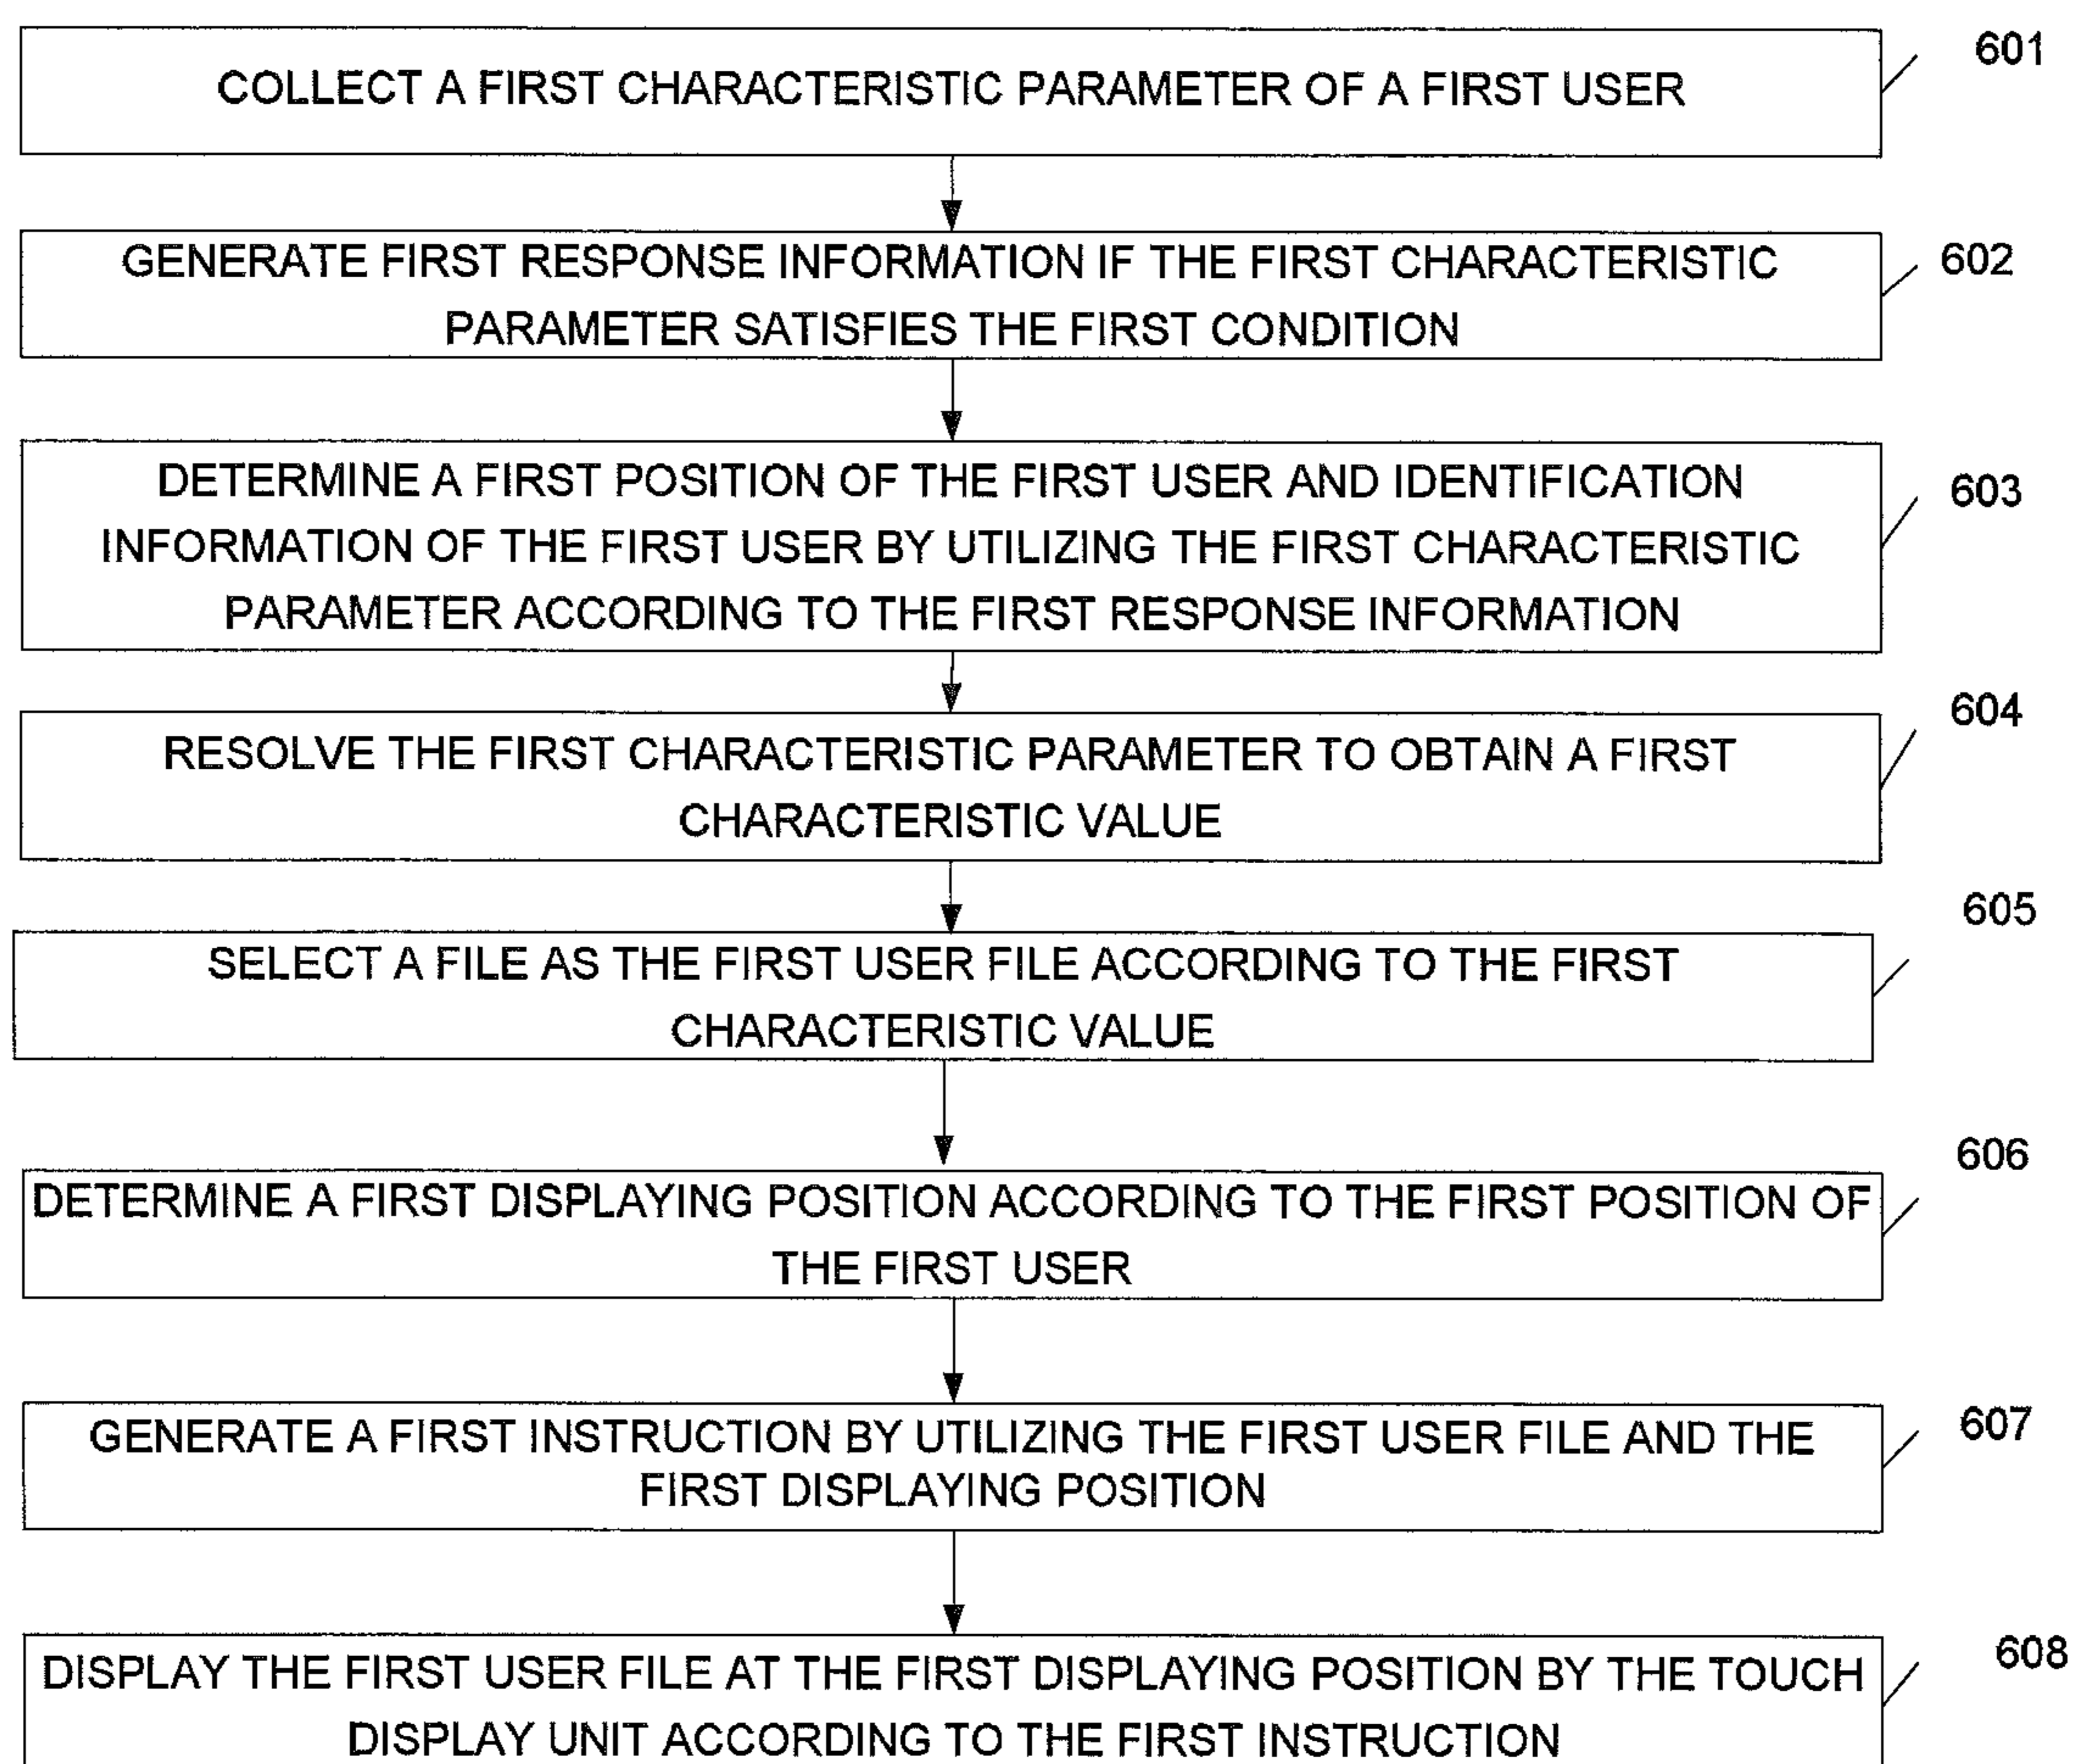 601
COLLECT A FIRST CHARACTERISTIC PARAMETER OF A FIRST USER
602
GENERATE FIRST RESPONSE INFORMATION IF THE FIRST CHARACTERISTIC
PARAMETER SATISFIES THE FIRST CONDITION
603
DETERMINE A FIRST POSITION OF THE FIRST USER AND IDENTIFICATION
INFORMATION OF THE FIRST USER BY UTILIZING THE FIRST CHARACTERISTIC
PARAMETER ACCORDING TO THE FIRST RESPONSE INFORMATION
604
RESOLVE THE FIRST CHARACTERISTIC PARAMETER TO OBTAIN A FIRST
CHARACTERISTIC VALUE
605
SELECT A FILE AS THE FIRST USER FILE ACCORDING TO THE FIRST
CHARACTERISTIC VALUE
606
DETERMINE A FIRST DISPLAYING POSITION ACCORDING TO THE FIRST POSITION OF
THE FIRST USER
607
GENERATE A FIRST INSTRUCTION BY UTILIZING THE FIRST USER FILE AND THE
FIRST DISPLAYING POSITION
608
DISPLAY THE FIRST USER FILE AT THE FIRST DISPLAYING POSITION BY THE TOUCH
DISPLAY UNIT ACCORDING TO THE FIRST INSTRUCTION